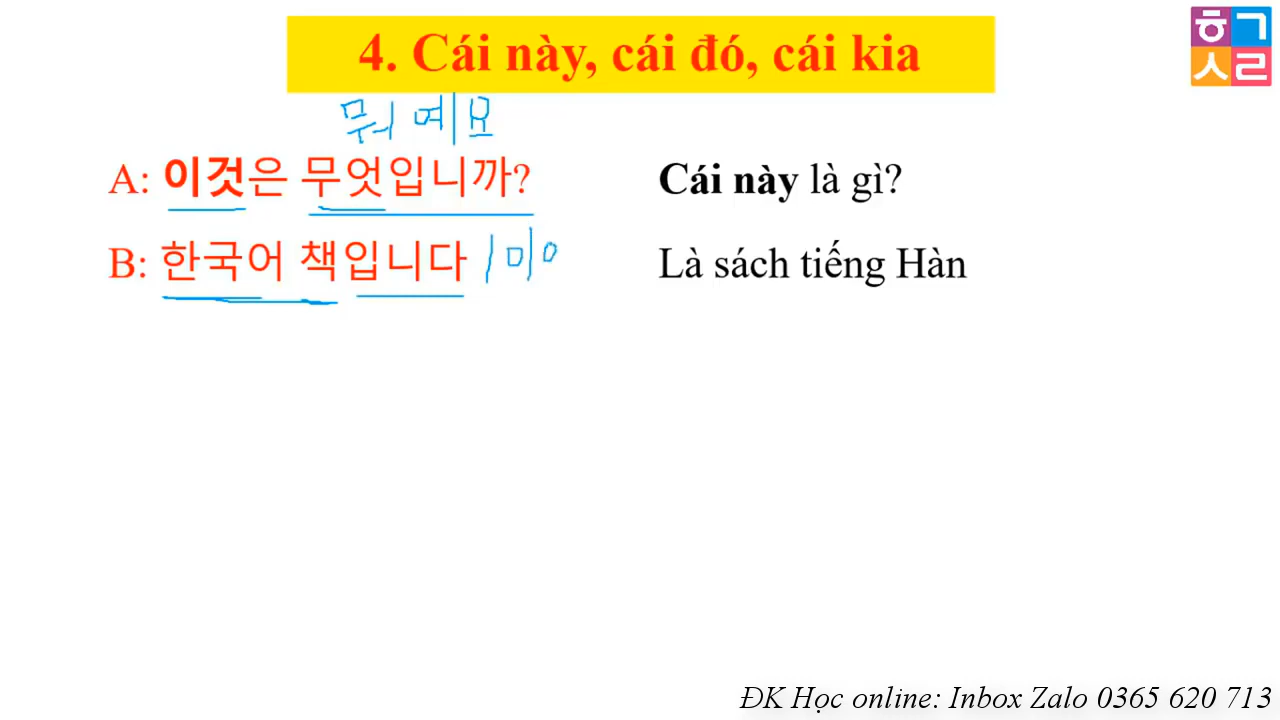 4. Cái này, cái đó, cái kia
한글
뭐예요
A: 이것은 무엇입니까? Cái này là gì?
B: 한국어 책입니다 Là sách tiếng Hàn
ĐK Học online: Inbox Zalo 0365 620 713